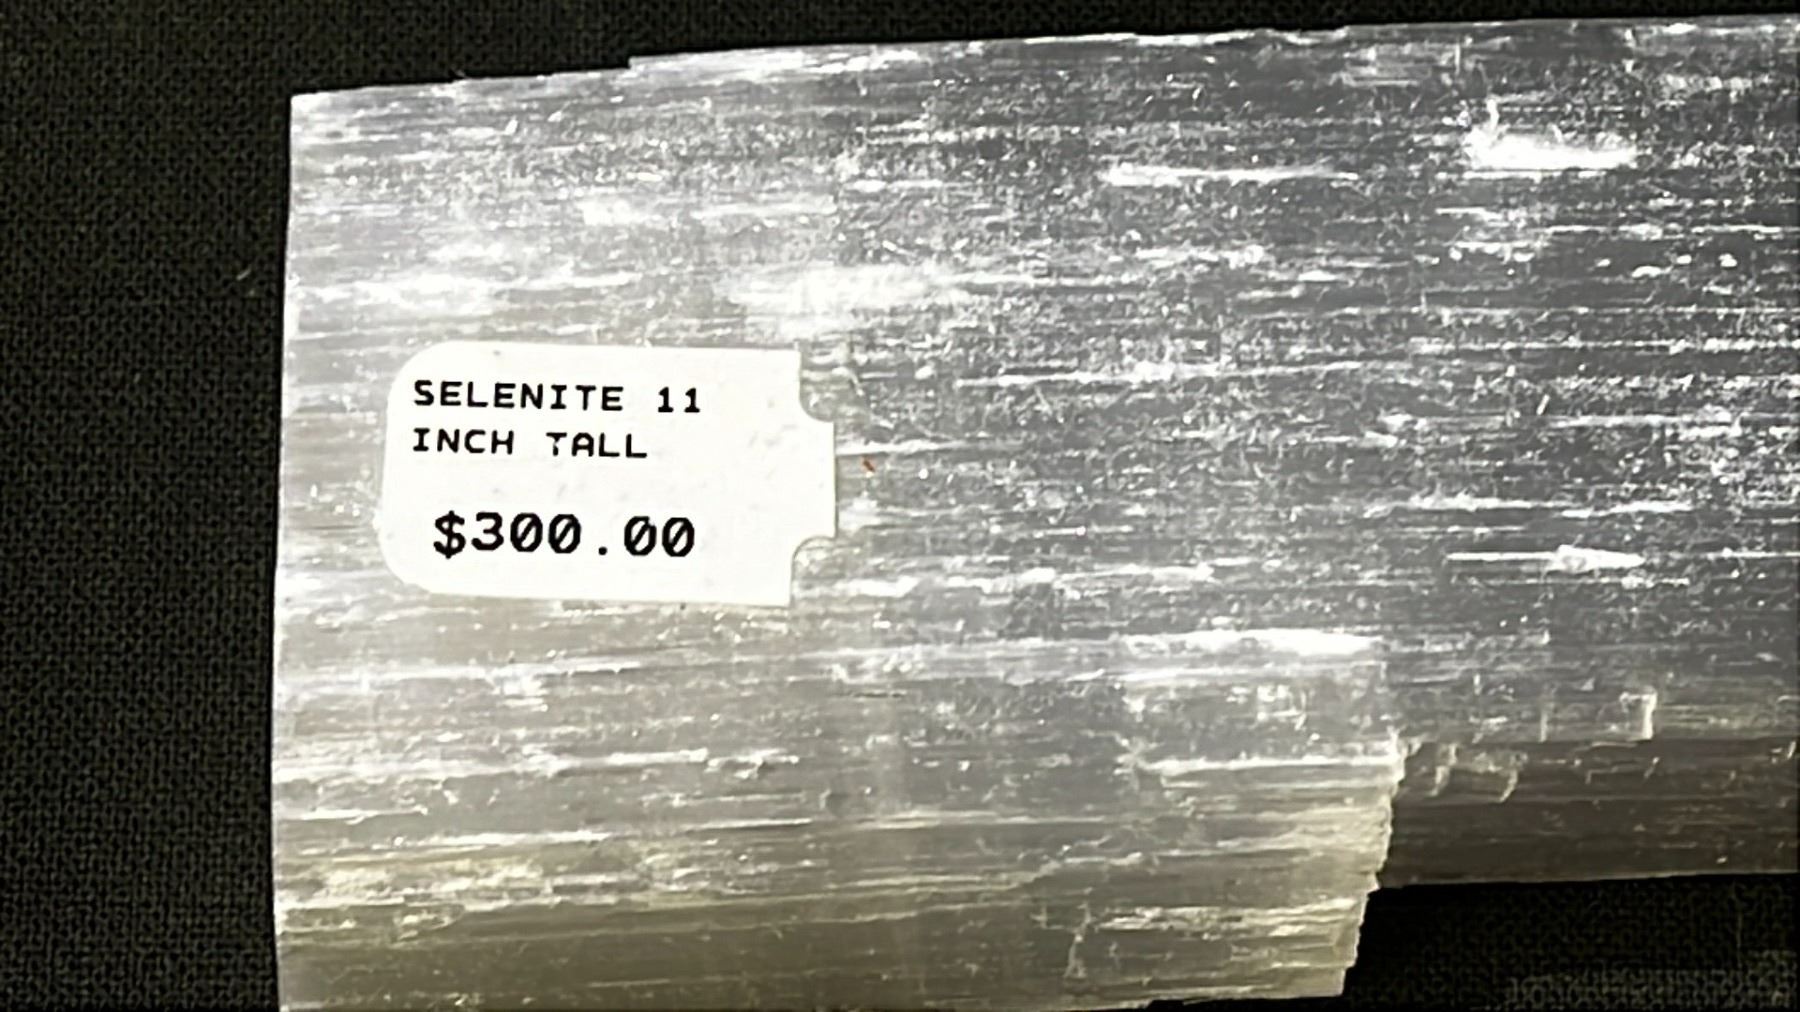 SELENITE 11
INCH TALL
$300.00